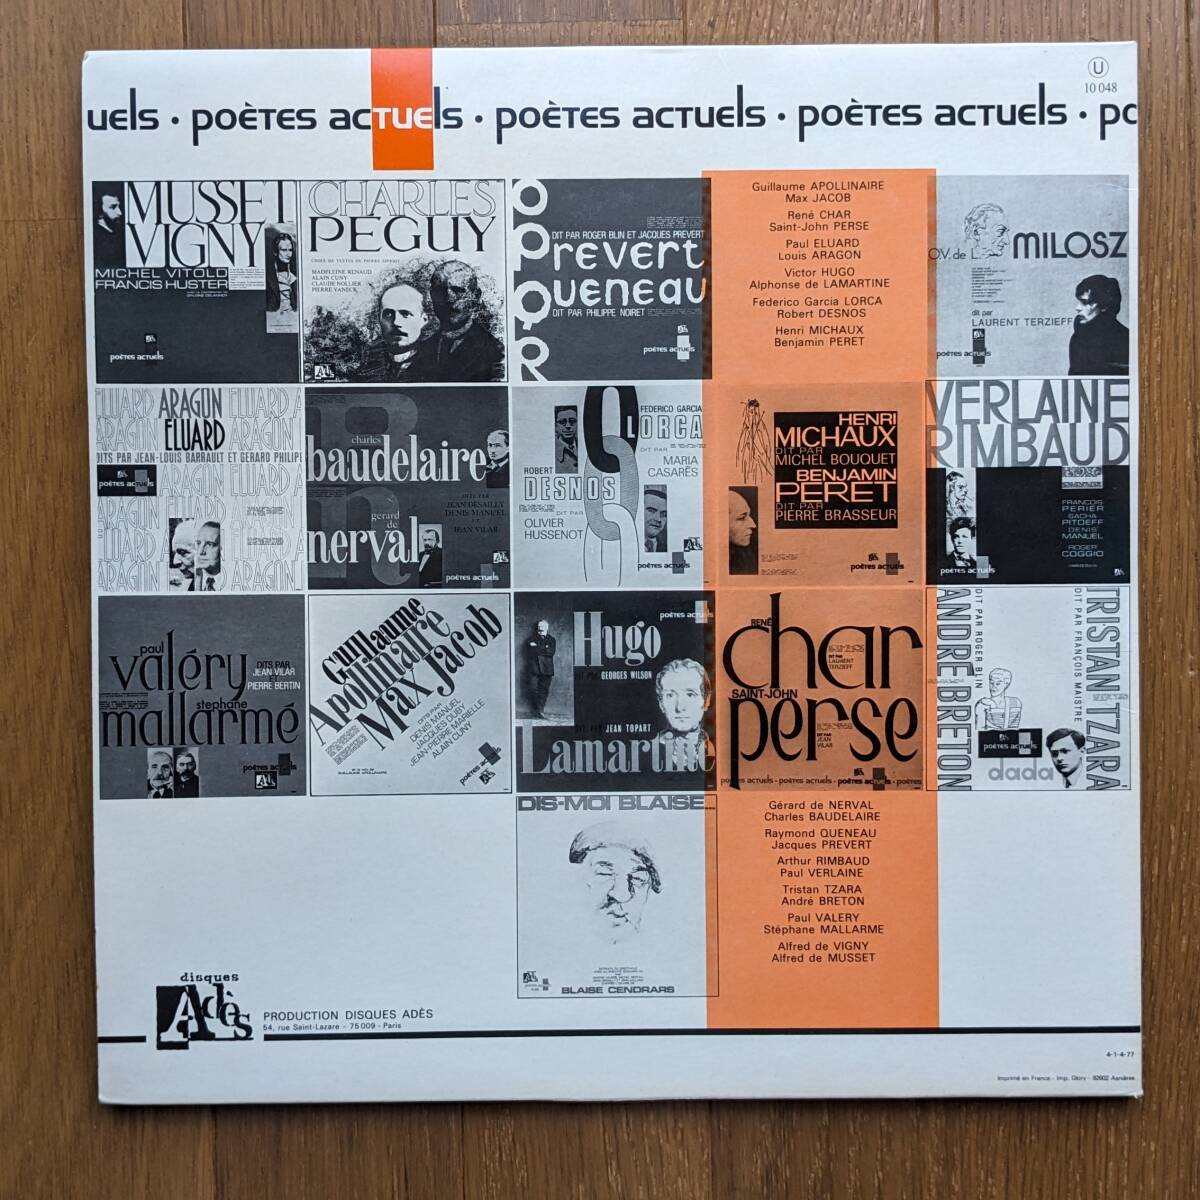 U
10 048
uels • poètes actuels • poètes actuels • poètes actuels • po
MUSSET
VIGNY
MICHEL VITOLD
FRANCIS HUSTER
poètes actuels
CHARLES
PEGUY
CHOIX DE TEXTES DE PIERRE
MADELEINE RENAUD
ALAIN CUNY
CLAUDE NOLLIER
PIERRE VANECK
DIT PAR ROGER BLIN ET JACQUES PREVERT
Prevert
Queneau
DIT PAR PHILIPPE NOIRET
poètes actuels
Guillaume APOLLINAIRE
Max JACOB
René CHAR
Saint-John PERSE
Paul ELUARD
Louis ARAGON
Victor HUGO
Alphonse de LAMARTINE
Federico García LORCA
Robert DESNOS
Henri MICHAUX
Benjamin PERET
O.V. de L. MILOSZ
dit par
LAURENT TERZIEFF
poètes actuels
ARAGON
ELUARD
DITS PAR JEAN-LOUIS BARRAULT ET GERARD PHILIPE
poètes actuels
charles
baudelaire
DITS PAR
JEAN DESAILLY
DENIS MANUEL
ET
JEAN VILAR
gerard
de
nerval
poètes actuels
FEDERICO GARCIA
LORCA
DIT PAR
MARIA
CASARÈS
ROBERT
DESNOS
DIT PAR
OLIVIER
HUSSENOT
poètes actuels
HENRI
MICHAUX
DIT PAR
MICHEL BOUQUET
BENJAMIN
PERET
DIT PAR
PIERRE BRASSEUR
poètes actuels
VERLAINE
RIMBAUD
FRANÇOIS
PERIER
SACHA
PITOEFF
DENIS
MANUEL
ROGER
COGGIO
poètes actuels
paul
valéry
DITS PAR
JEAN VILAR
ET
PIERRE BERTIN
stephane
mallarmé
poètes actuels
Guillaume
Apollinaire
Max Jacob
DITS PAR
DENIS MANUEL
JACQUES DUBY
JEAN-PIERRE MARIELLE
ALAIN CUNY
poètes actuels
poètes actuels
Hugo
DIT PAR GEORGES WILSON
DIT PAR JEAN TOPART
Lamartine
RENÉ
char
DIT PAR
LAURENT
TERZIEFF
SAINT-JOHN
perse
DIT PAR
JEAN
VILAR
poètes actuels • poètes actuels • poètes actuels • poètes
ANDRÉ BRETON
DIT PAR ROGER BLIN
DIT PAR FRANÇOIS MAISTRE
TRISTAN TZARA
poètes actuels
dada
DIS-MOI BLAISE...
BLAISE CENDRARS
Gérard de NERVAL
Charles BAUDELAIRE
Raymond QUENEAU
Jacques PREVERT
Arthur RIMBAUD
Paul VERLAINE
Tristan TZARA
André BRETON
Paul VALERY
Stéphane MALLARME
Alfred de VIGNY
Alfred de MUSSET
disques
Adès
PRODUCTION DISQUES ADÈS
54, rue Saint-Lazare - 75009 - Paris
4-1-4-77
Imprimé en France - Imp. Glory - 92602 Asnières